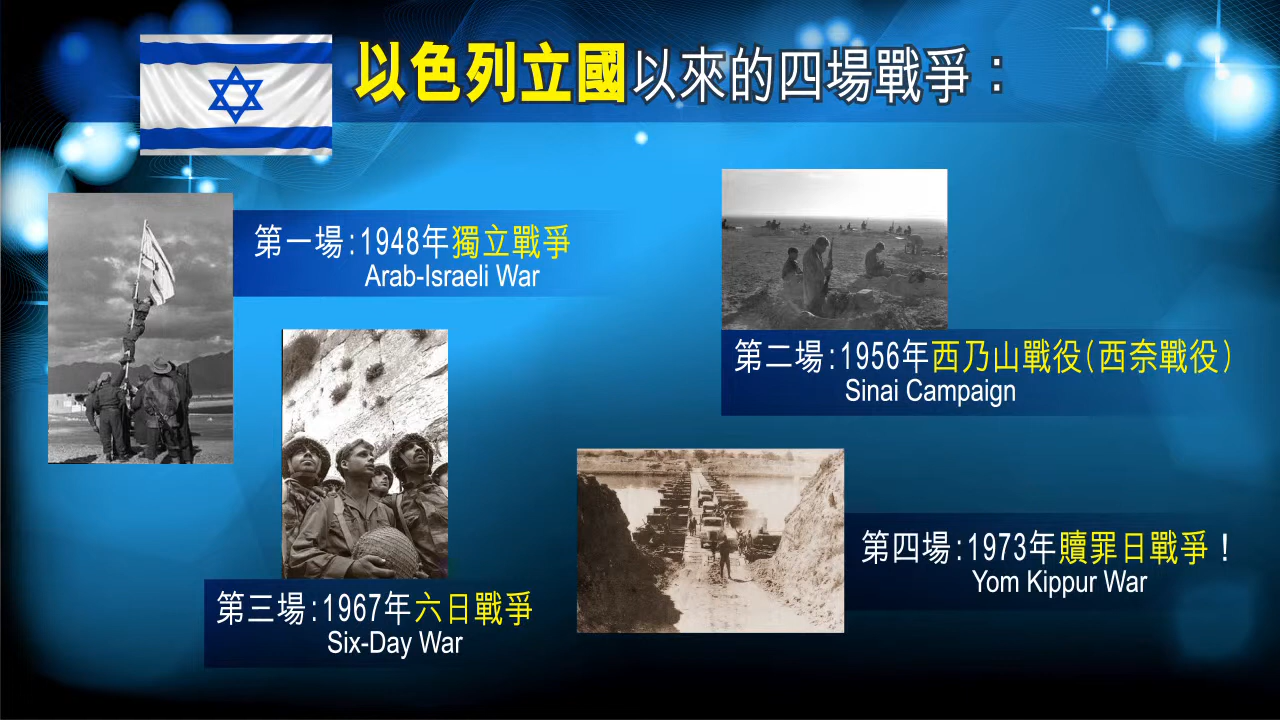 以色列立國以來的四場戰爭：
第一場:1948年獨立戰爭
Arab-Israeli War
第二場:1956年西乃山戰役(西奈戰役)
Sinai Campaign
第三場:1967年六日戰爭
Six-Day War
第四場:1973年贖罪日戰爭！
Yom Kippur War